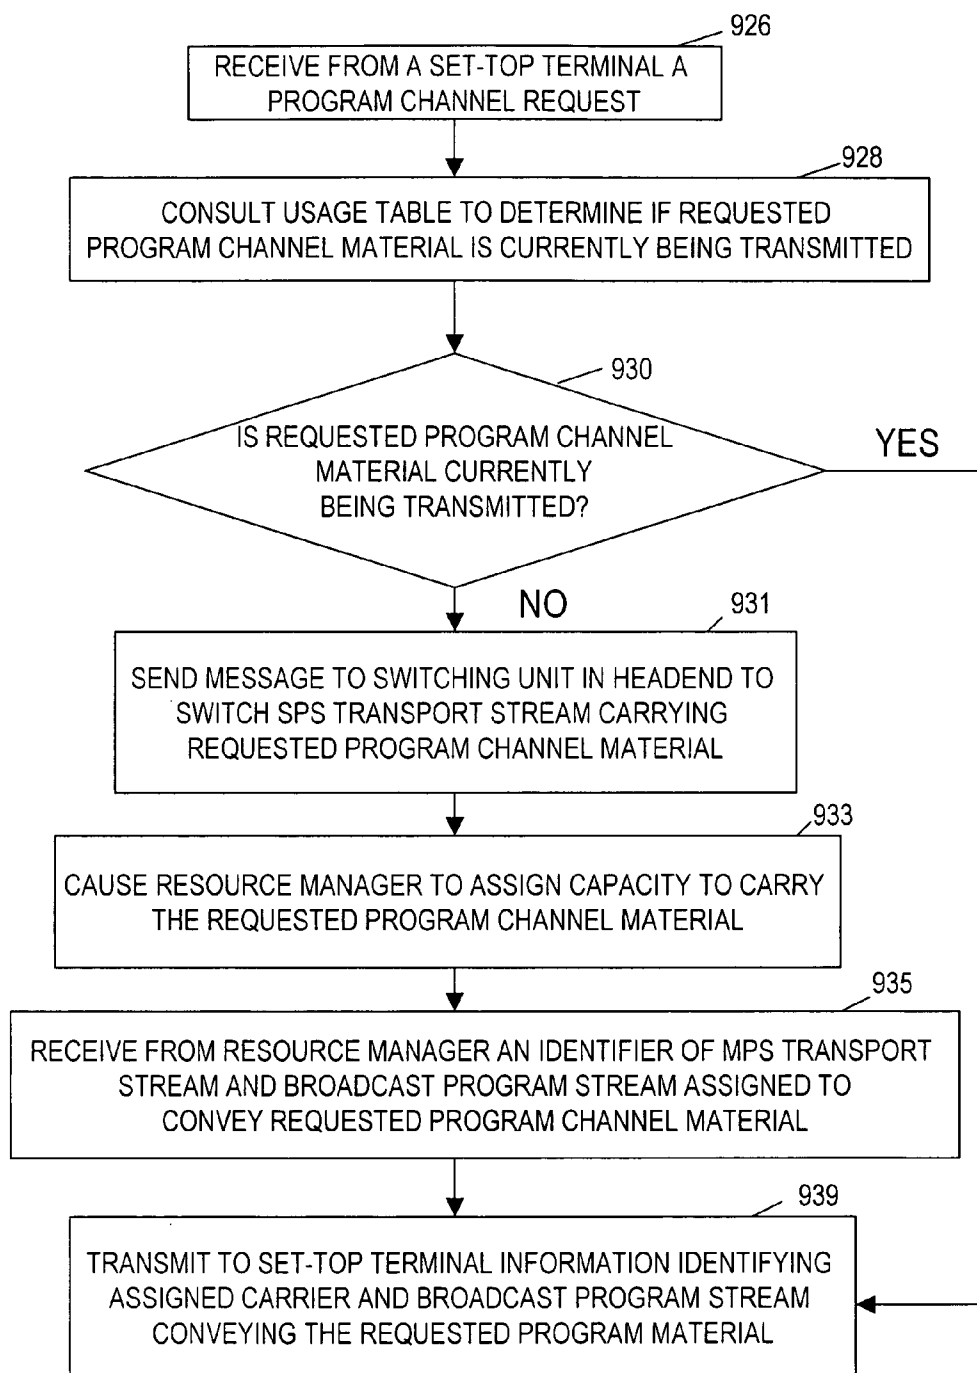 926
RECEIVE FROM A SET-TOP TERMINAL A
PROGRAM CHANNEL REQUEST
928
CONSULT USAGE TABLE TO DETERMINE IF REQUESTED
PROGRAM CHANNEL MATERIAL IS CURRENTLY BEING TRANSMITTED
930
IS REQUESTED PROGRAM CHANNEL
MATERIAL CURRENTLY
BEING TRANSMITTED?
YES
NO
931
SEND MESSAGE TO SWITCHING UNIT IN HEADEND TO
SWITCH SPS TRANSPORT STREAM CARRYING
REQUESTED PROGRAM CHANNEL MATERIAL
933
CAUSE RESOURCE MANAGER TO ASSIGN CAPACITY TO CARRY
THE REQUESTED PROGRAM CHANNEL MATERIAL
935
RECEIVE FROM RESOURCE MANAGER AN IDENTIFIER OF MPS TRANSPORT
STREAM AND BROADCAST PROGRAM STREAM ASSIGNED TO
CONVEY REQUESTED PROGRAM CHANNEL MATERIAL
939
TRANSMIT TO SET-TOP TERMINAL INFORMATION IDENTIFYING
ASSIGNED CARRIER AND BROADCAST PROGRAM STREAM
CONVEYING THE REQUESTED PROGRAM MATERIAL